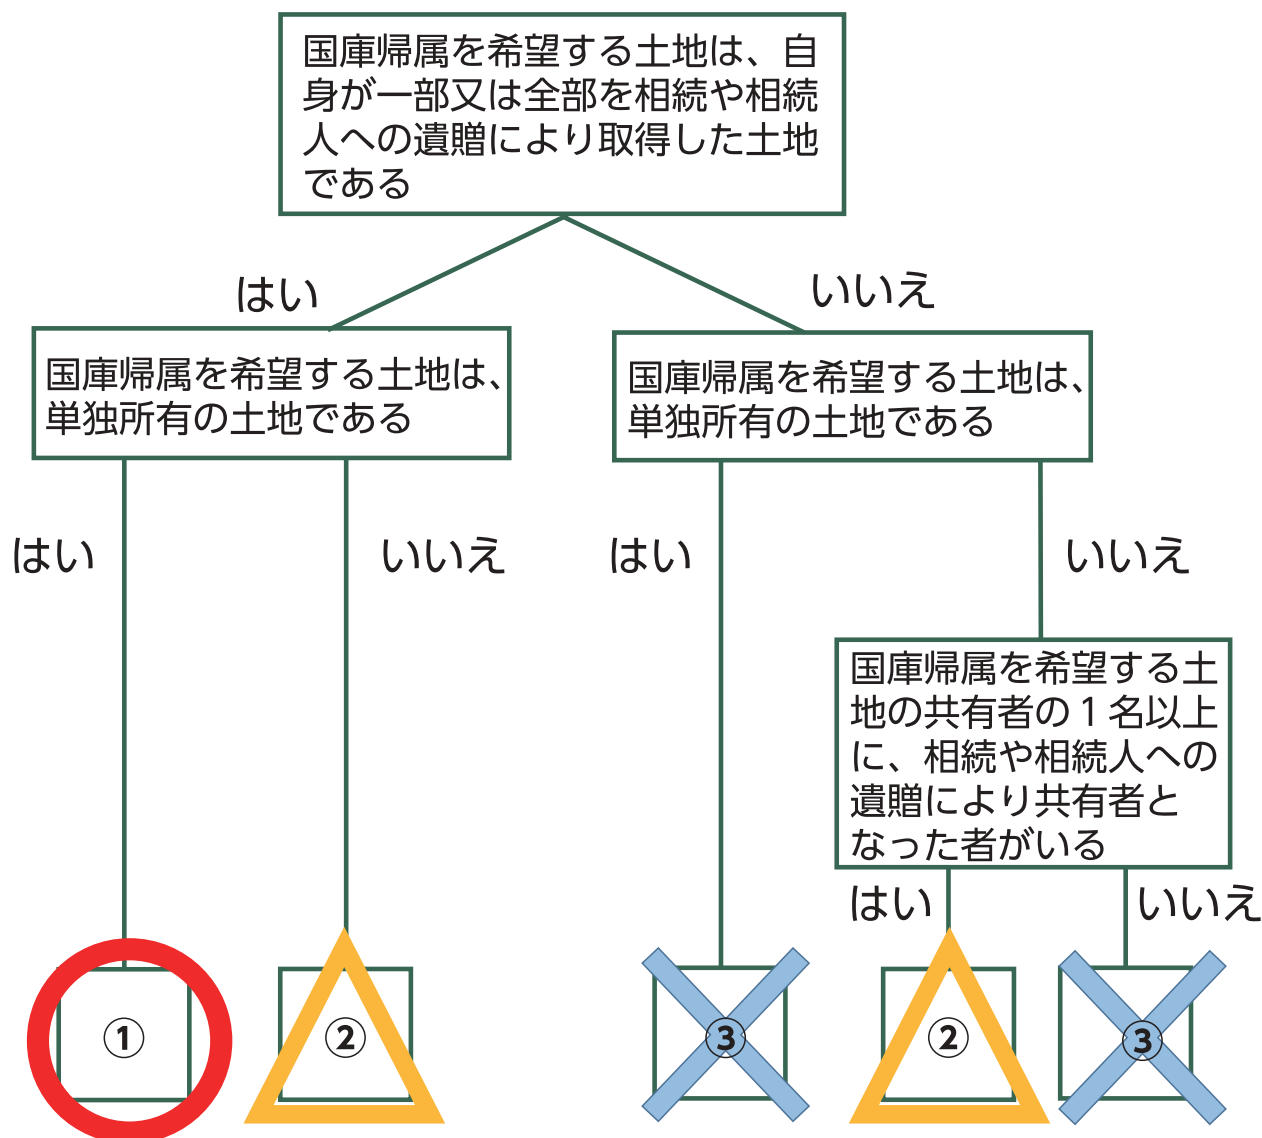 国庫帰属を希望する土地は、自
身が一部又は全部を相続や相続
人への遺贈により取得した土地
である
はい
いいえ
国庫帰属を希望する土地は、
単独所有の土地である
国庫帰属を希望する土地は、
単独所有の土地である
はい
いいえ
はい
いいえ
国庫帰属を希望する土
地の共有者の1名以上
に、相続や相続人への
遺贈により共有者と
なった者がいる
はい
いいえ
①
②
③
②
③